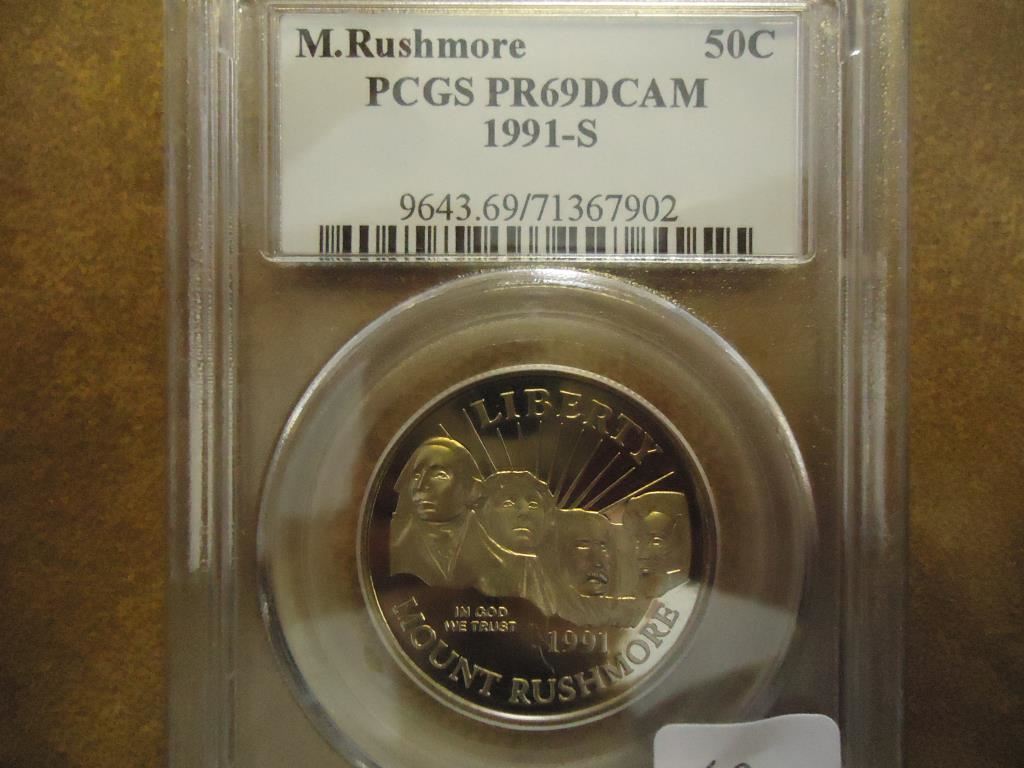 M.Rushmore 50C
PCGS PR69DCAM
1991-S
9643.69/71367902
LIBERTY
IN GOD
WE TRUST
1991
MOUNT RUSHMORE